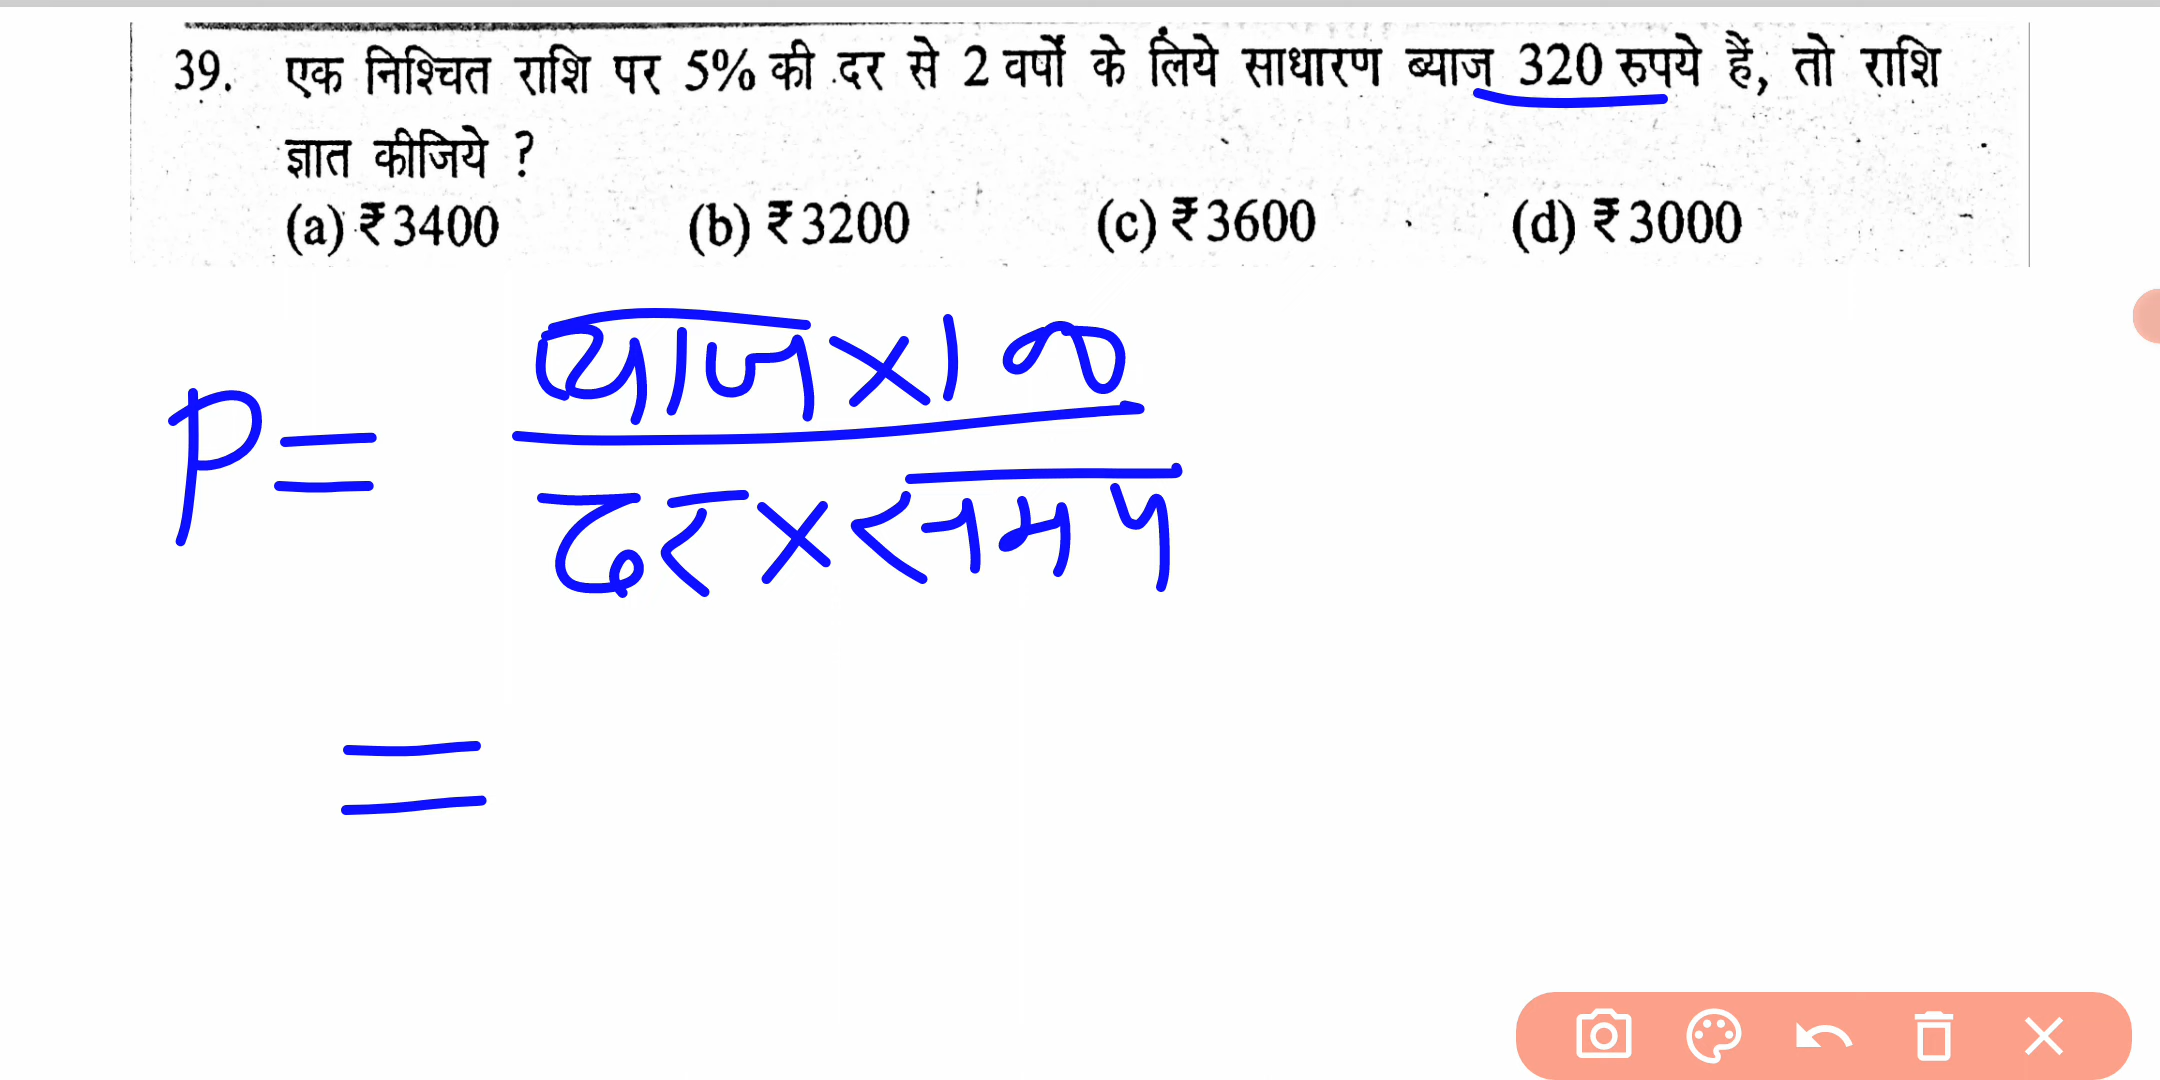 39. एक निश्चित राशि पर 5% की दर से 2 वर्षों के लिये साधारण ब्याज 320 रुपये हैं, तो राशि
ज्ञात कीजिये ?
(a) ₹3400 (b) ₹3200 (c) ₹3600 (d) ₹3000
P = ब्याज × 100
दर × समय
=